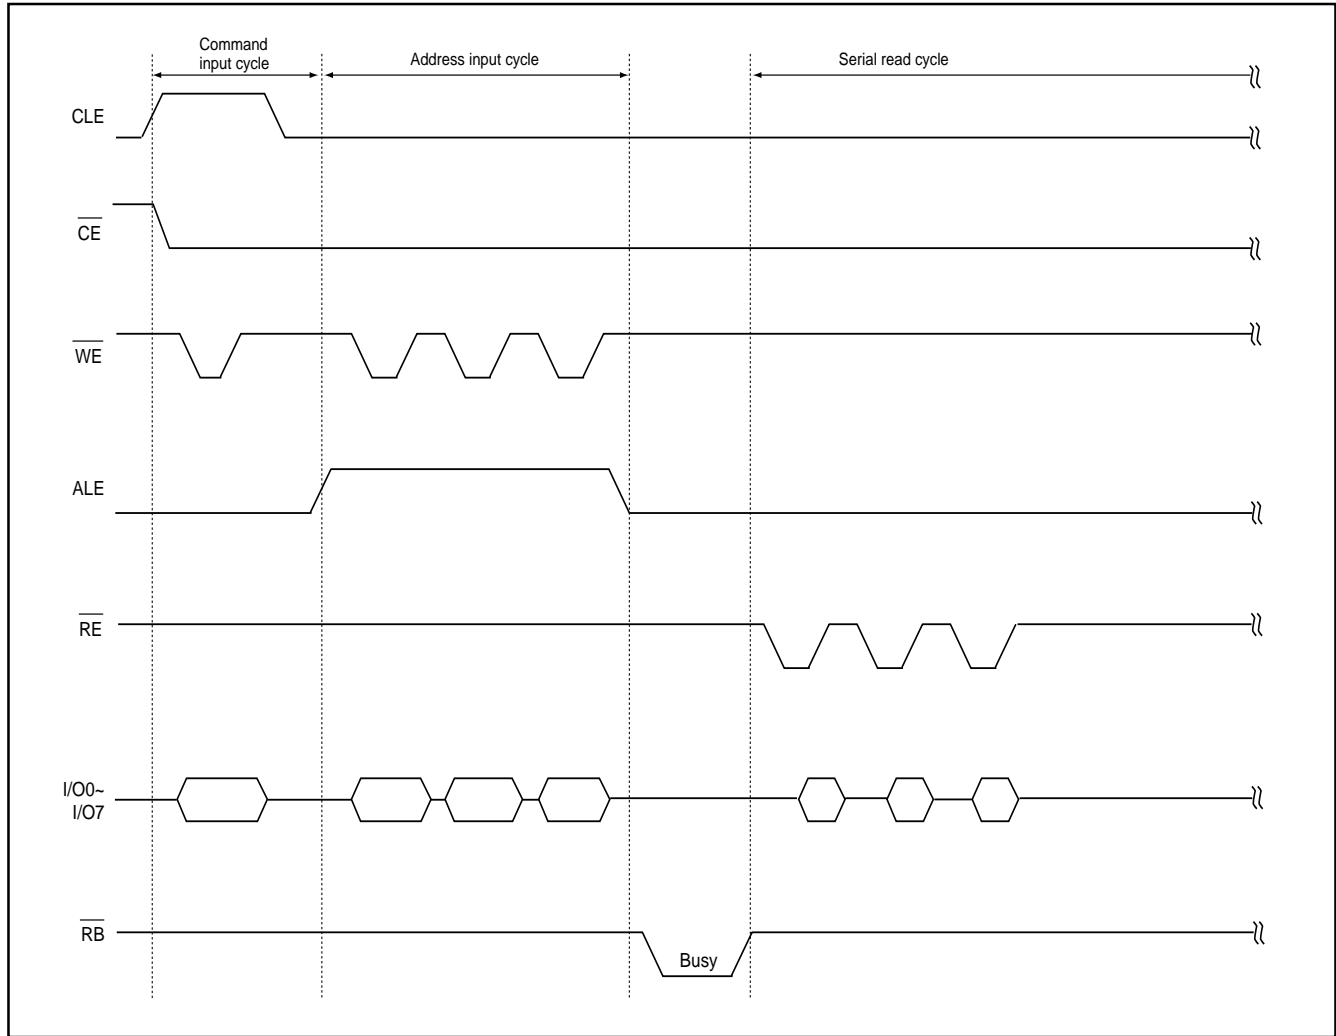 Command
input cycle
Address input cycle
Serial read cycle
CLE
CE
WE
ALE
RE
I/O0~
I/O7
RB
Busy